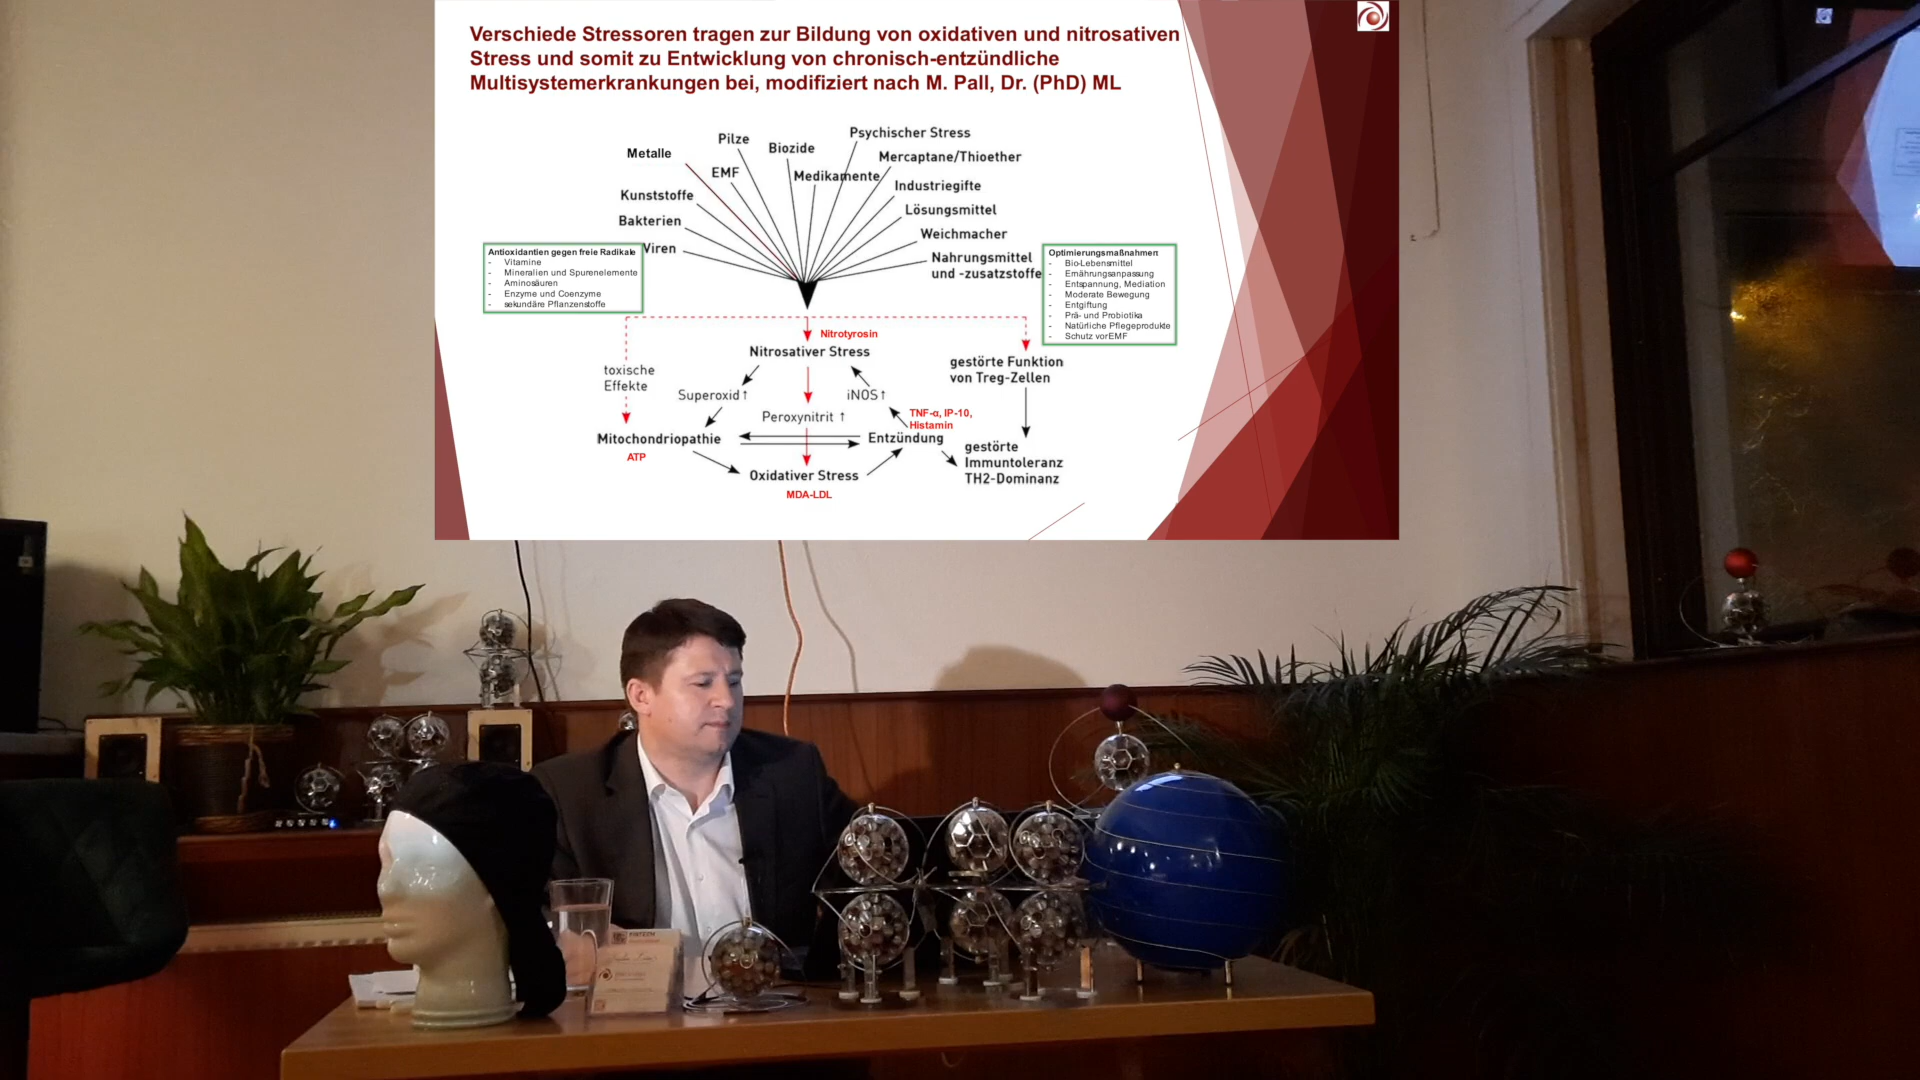 Verschiede Stressoren tragen zur Bildung von oxidativen und nitrosativen
Stress und somit zu Entwicklung von chronisch-entzündliche
Multisystemerkrankungen bei, modifiziert nach M. Pall, Dr. (PhD) ML
Psychischer Stress
Pilze
Biozide
Metalle
Mercaptane/Thioether
EMF
Medikamente
Industriegifte
Kunststoffe
Lösungsmittel
Bakterien
Weichmacher
Viren
Nahrungsmittel
und -zusatzstoffe
Antioxidantien gegen freie Radikale
- Vitamine
- Mineralien und Spurenelemente
- Aminosäuren
- Enzyme und Coenzyme
- sekundäre Pflanzenstoffe
Optimierungsmaßnahmen
- Bio-Lebensmittel
- Ernährungsanpassung
- Entspannung, Mediation
- Moderate Bewegung
- Entgiftung
- Prä- und Probiotika
- Natürliche Pflegeprodukte
- Schutz vor EMF
Nitrotyrosin
Nitrosativer Stress
gestörte Funktion
von Treg-Zellen
toxische
Effekte
Superoxid ↑
iNOS ↑
Peroxynitrit ↑
TNF-α, IP-10,
Histamin
Mitochondriopathie
Entzündung
ATP
gestörte
Immuntoleranz
TH2-Dominanz
Oxidativer Stress
MDA-LDL